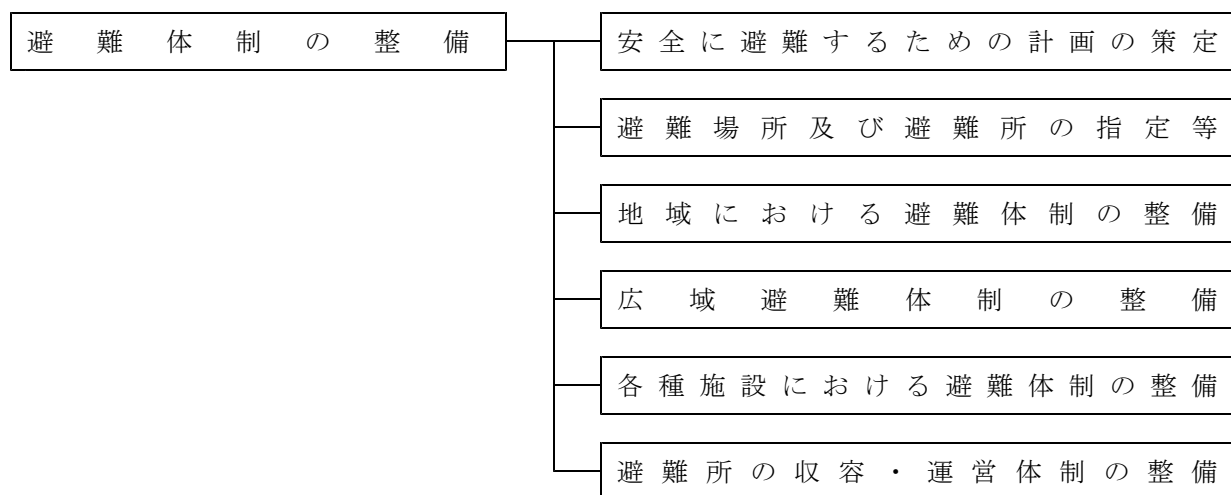 避難体制の整備
安全に避難するための計画の策定
避難場所及び避難所の指定等
地域における避難体制の整備
広域避難体制の整備
各種施設における避難体制の整備
避難所の収容・運営体制の整備